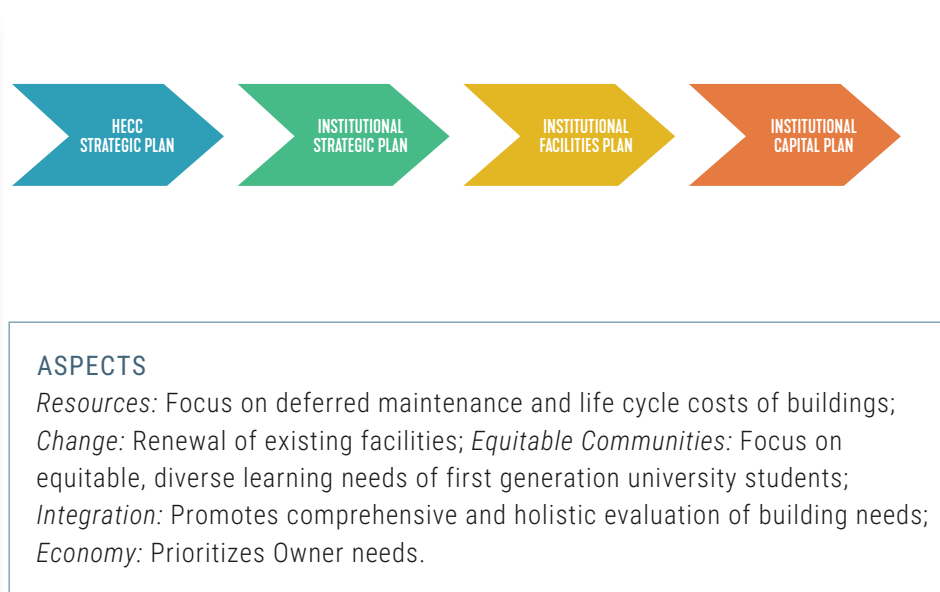 HECC
STRATEGIC PLAN
INSTITUTIONAL
STRATEGIC PLAN
INSTITUTIONAL
FACILITIES PLAN
INSTITUTIONAL
CAPITAL PLAN
ASPECTS
Resources: Focus on deferred maintenance and life cycle costs of buildings;
Change: Renewal of existing facilities; Equitable Communities: Focus on
equitable, diverse learning needs of first generation university students;
Integration: Promotes comprehensive and holistic evaluation of building needs;
Economy: Prioritizes Owner needs.